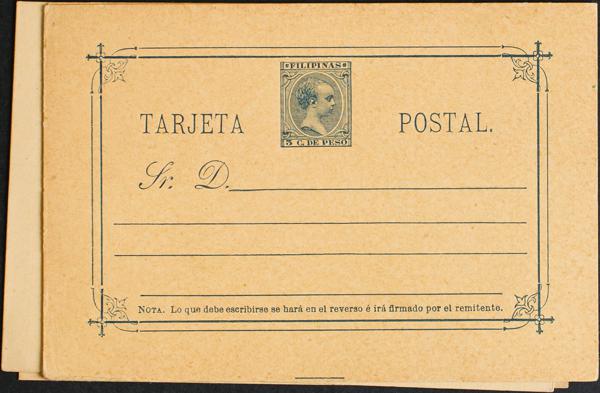 FILIPINAS
5 C. DE PESO
TARJETA POSTAL.
Sr. D.
NOTA. Lo que debe escribirse se hará en el reverso é irá firmado por el remitente.